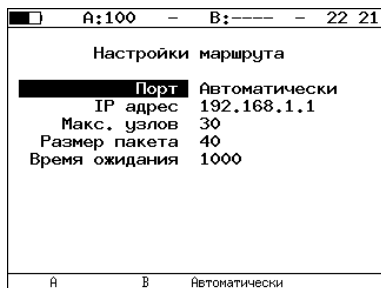 A:100 – B:---- – 22 21
Настройки маршрута
Порт Автоматически
IP адрес 192.168.1.1
Макс. узлов 30
Размер пакета 40
Время ожидания 1000
A B Автоматически